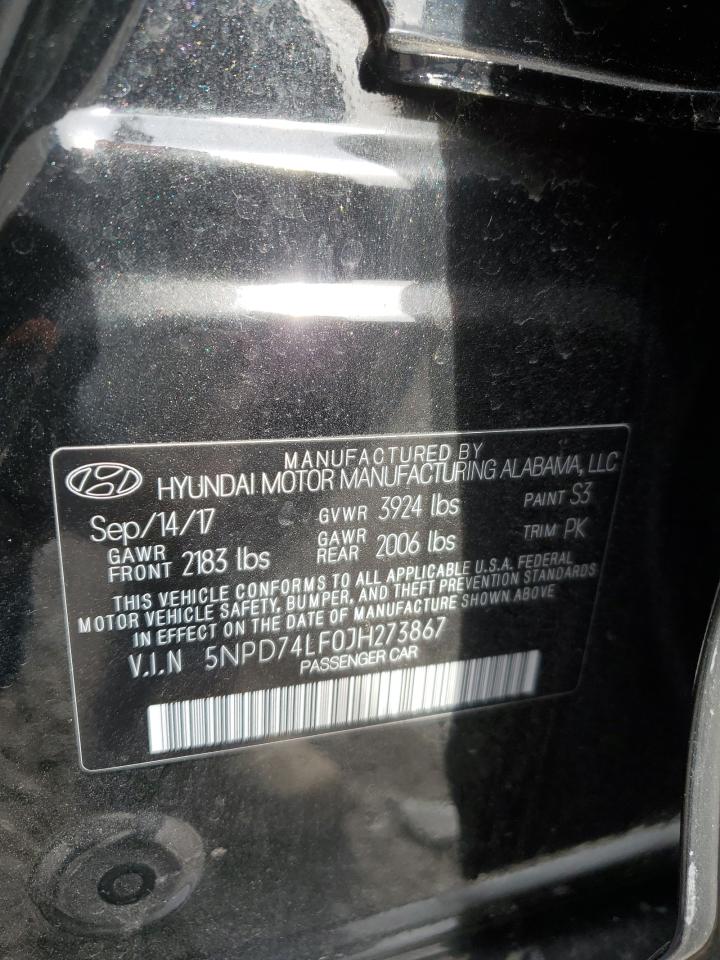 MANUFACTURED BY
HYUNDAI MOTOR MANUFACTURING ALABAMA, LLC
Sep/14/17 GVWR 3924 lbs PAINT S3
GAWR FRONT 2183 lbs GAWR REAR 2006 lbs TRIM PK
THIS VEHICLE CONFORMS TO ALL APPLICABLE U.S.A. FEDERAL
MOTOR VEHICLE SAFETY, BUMPER, AND THEFT PREVENTION STANDARDS
IN EFFECT ON THE DATE OF MANUFACTURE SHOWN ABOVE
V.I.N 5NPD74LF0JH273867
PASSENGER CAR